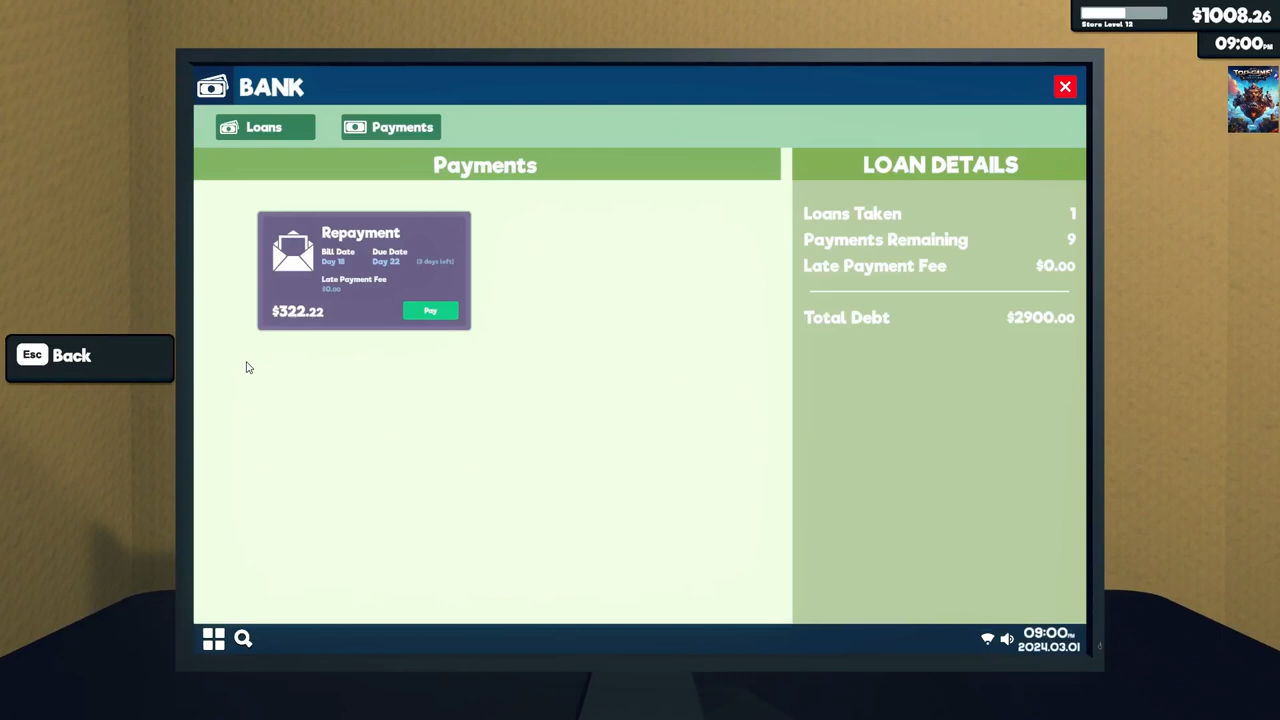 $1008.26
Store Level 12
09:00PM
BANK
Loans
Payments
Payments
LOAN DETAILS
Repayment
Bill Date Due Date
Day 18 Day 22 (3 days left)
Late Payment Fee
$0.00
$322.22
Pay
Loans Taken 1
Payments Remaining 9
Late Payment Fee $0.00
Total Debt $2900.00
Esc Back
09:00PM
2024.03.01